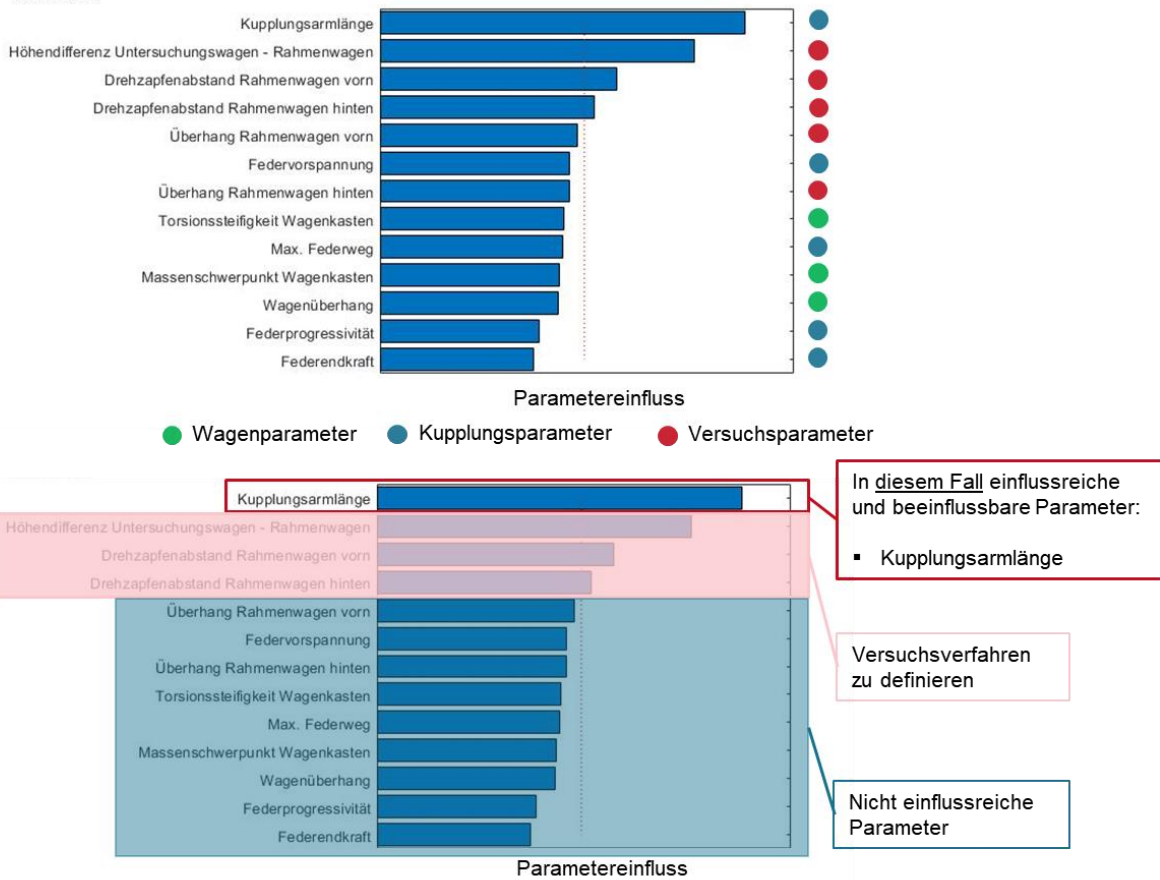 Kupplungsarmlänge
Höhendifferenz Untersuchungswagen - Rahmenwagen
Drehzapfenabstand Rahmenwagen vorn
Drehzapfenabstand Rahmenwagen hinten
Überhang Rahmenwagen vorn
Federvorspannung
Überhang Rahmenwagen hinten
Torsionssteifigkeit Wagenkasten
Max. Federweg
Massenschwerpunkt Wagenkasten
Wagenüberhang
Federprogressivität
Federendkraft
Parametereinfluss
Wagenparameter Kupplungsparameter Versuchsparameter
Kupplungsarmlänge
Höhendifferenz Untersuchungswagen - Rahmenwagen
Drehzapfenabstand Rahmenwagen vorn
Drehzapfenabstand Rahmenwagen hinten
Überhang Rahmenwagen vorn
Federvorspannung
Überhang Rahmenwagen hinten
Torsionssteifigkeit Wagenkasten
Max. Federweg
Massenschwerpunkt Wagenkasten
Wagenüberhang
Federprogressivität
Federendkraft
Parametereinfluss
In diesem Fall einflussreiche
und beeinflussbare Parameter:
▪ Kupplungsarmlänge
Versuchsverfahren
zu definieren
Nicht einflussreiche
Parameter